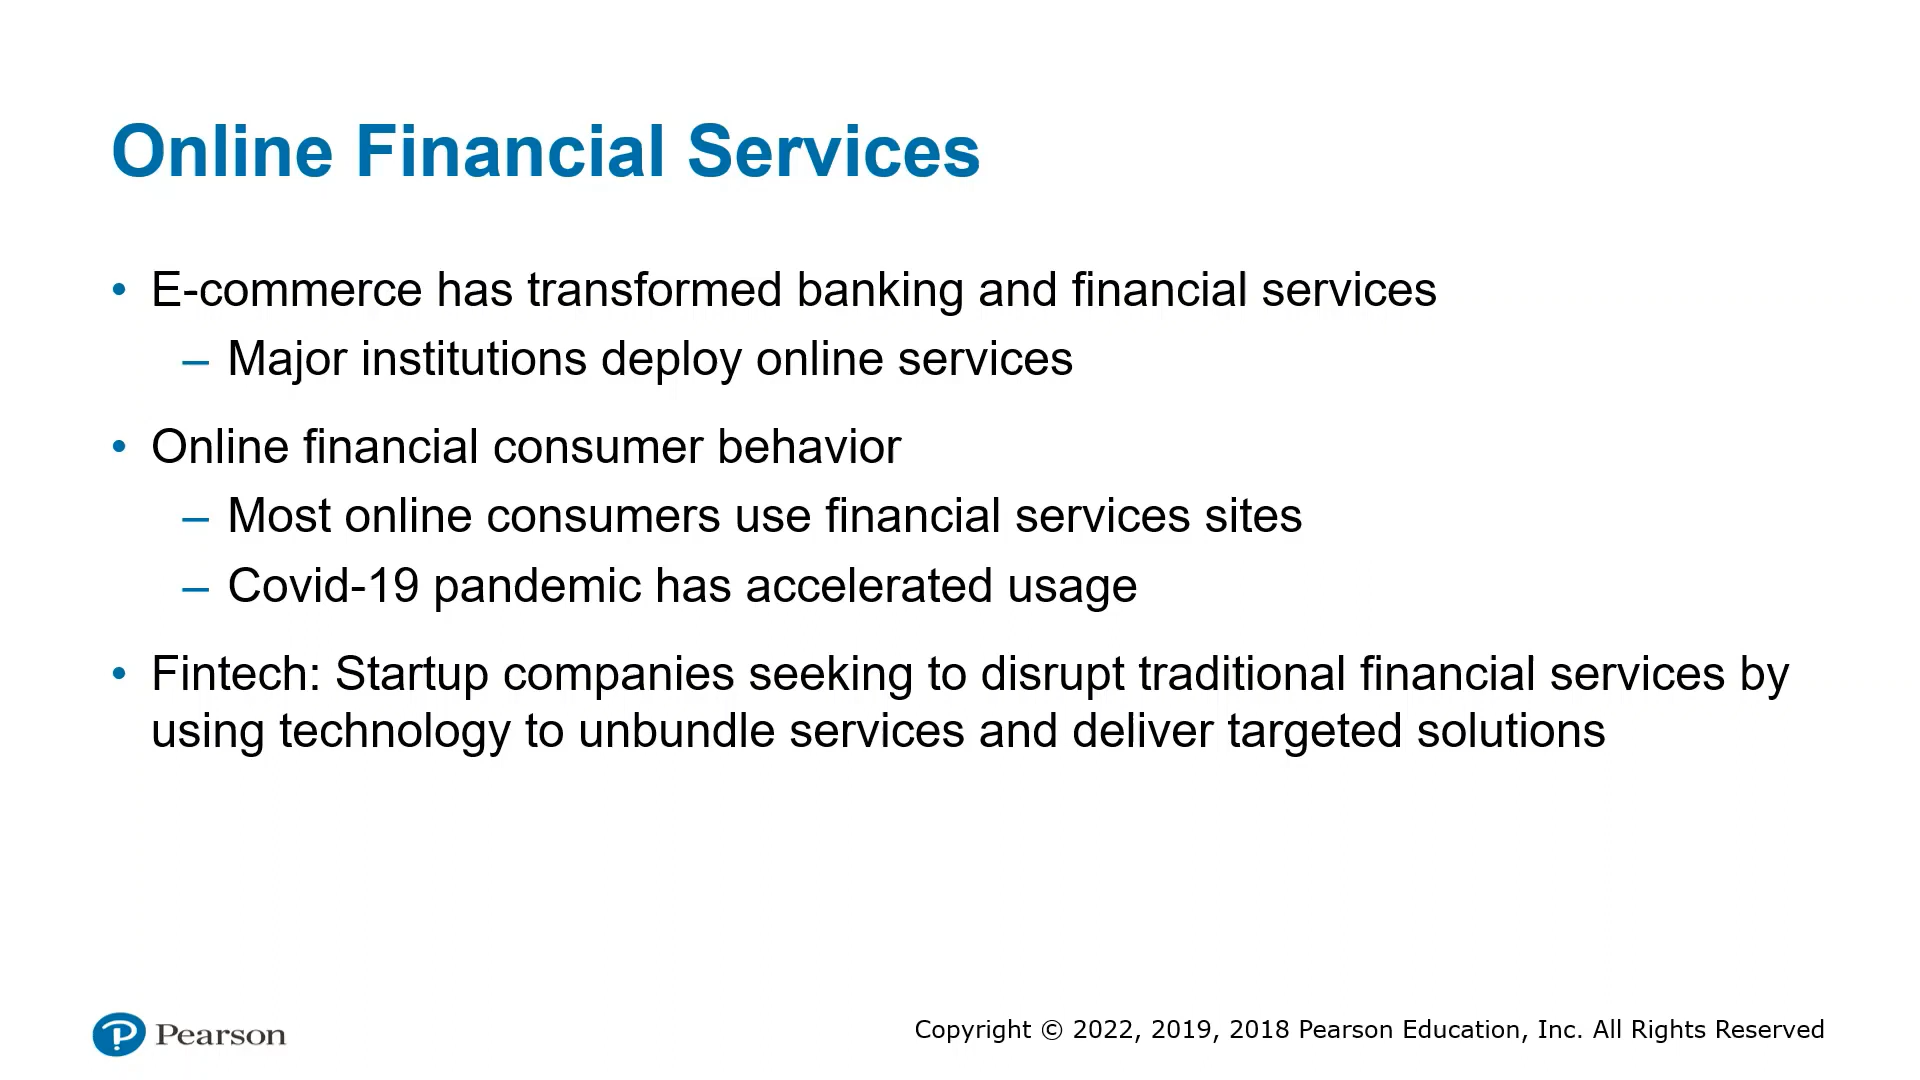 Online Financial Services
• E-commerce has transformed banking and financial services
– Major institutions deploy online services
• Online financial consumer behavior
– Most online consumers use financial services sites
– Covid-19 pandemic has accelerated usage
• Fintech: Startup companies seeking to disrupt traditional financial services by
using technology to unbundle services and deliver targeted solutions
Pearson
Copyright © 2022, 2019, 2018 Pearson Education, Inc. All Rights Reserved